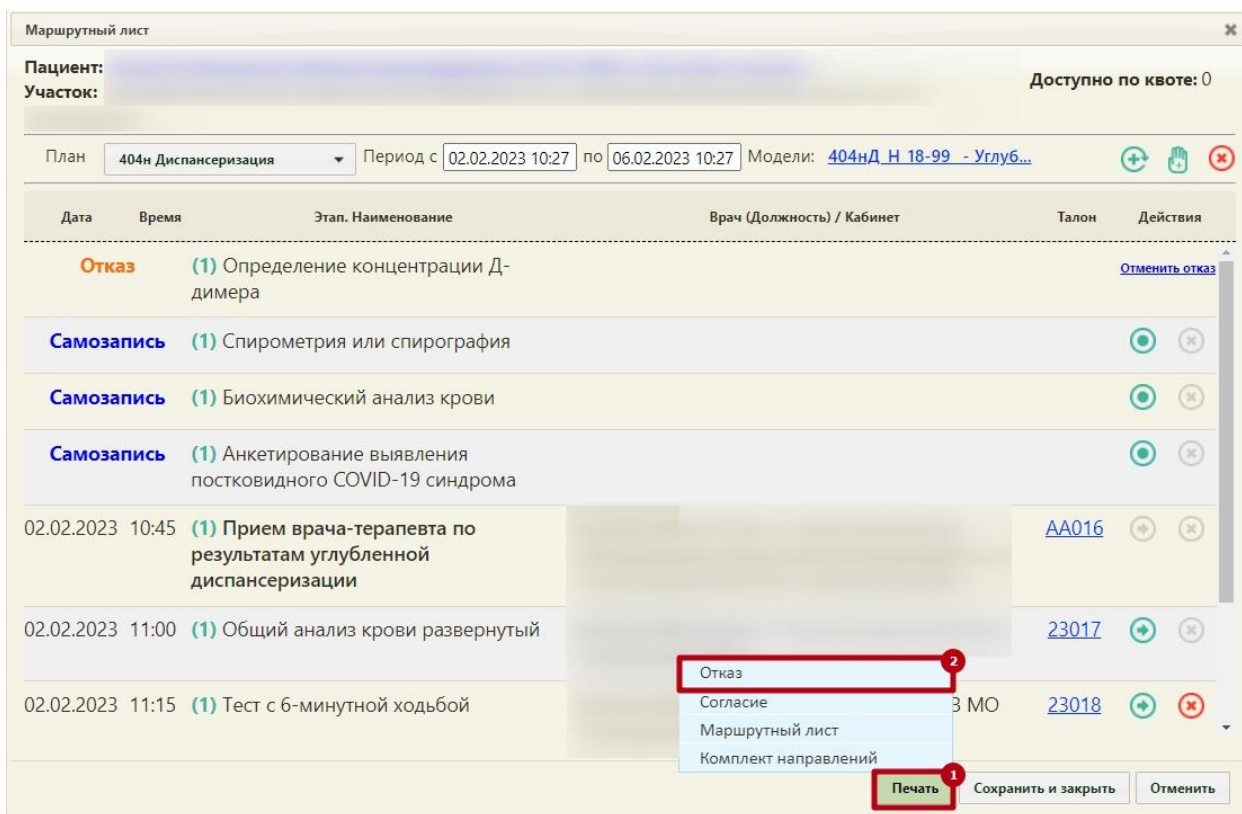 Маршрутный лист
Пациент:
Участок:
Доступно по квоте: 0
План 404н Диспансеризация Период с 02.02.2023 10:27 по 06.02.2023 10:27 Модели: 404нД_Н_18-99_ - Углуб...
Дата Время Этап. Наименование Врач (Должность) / Кабинет Талон Действия
Отказ (1) Определение концентрации Д- Отменить отказ
димера
Самозапись (1) Спирометрия или спирография
Самозапись (1) Биохимический анализ крови
Самозапись (1) Анкетирование выявления
постковидного COVID-19 синдрома
02.02.2023 10:45 (1) Прием врача-терапевта по AA016
результатам углубленной
диспансеризации
02.02.2023 11:00 (1) Общий анализ крови развернутый 23017
2
Отказ
02.02.2023 11:15 (1) Тест с 6-минутной ходьбой Согласие З МО 23018
Маршрутный лист
Комплект направлений
1
Печать Сохранить и закрыть Отменить